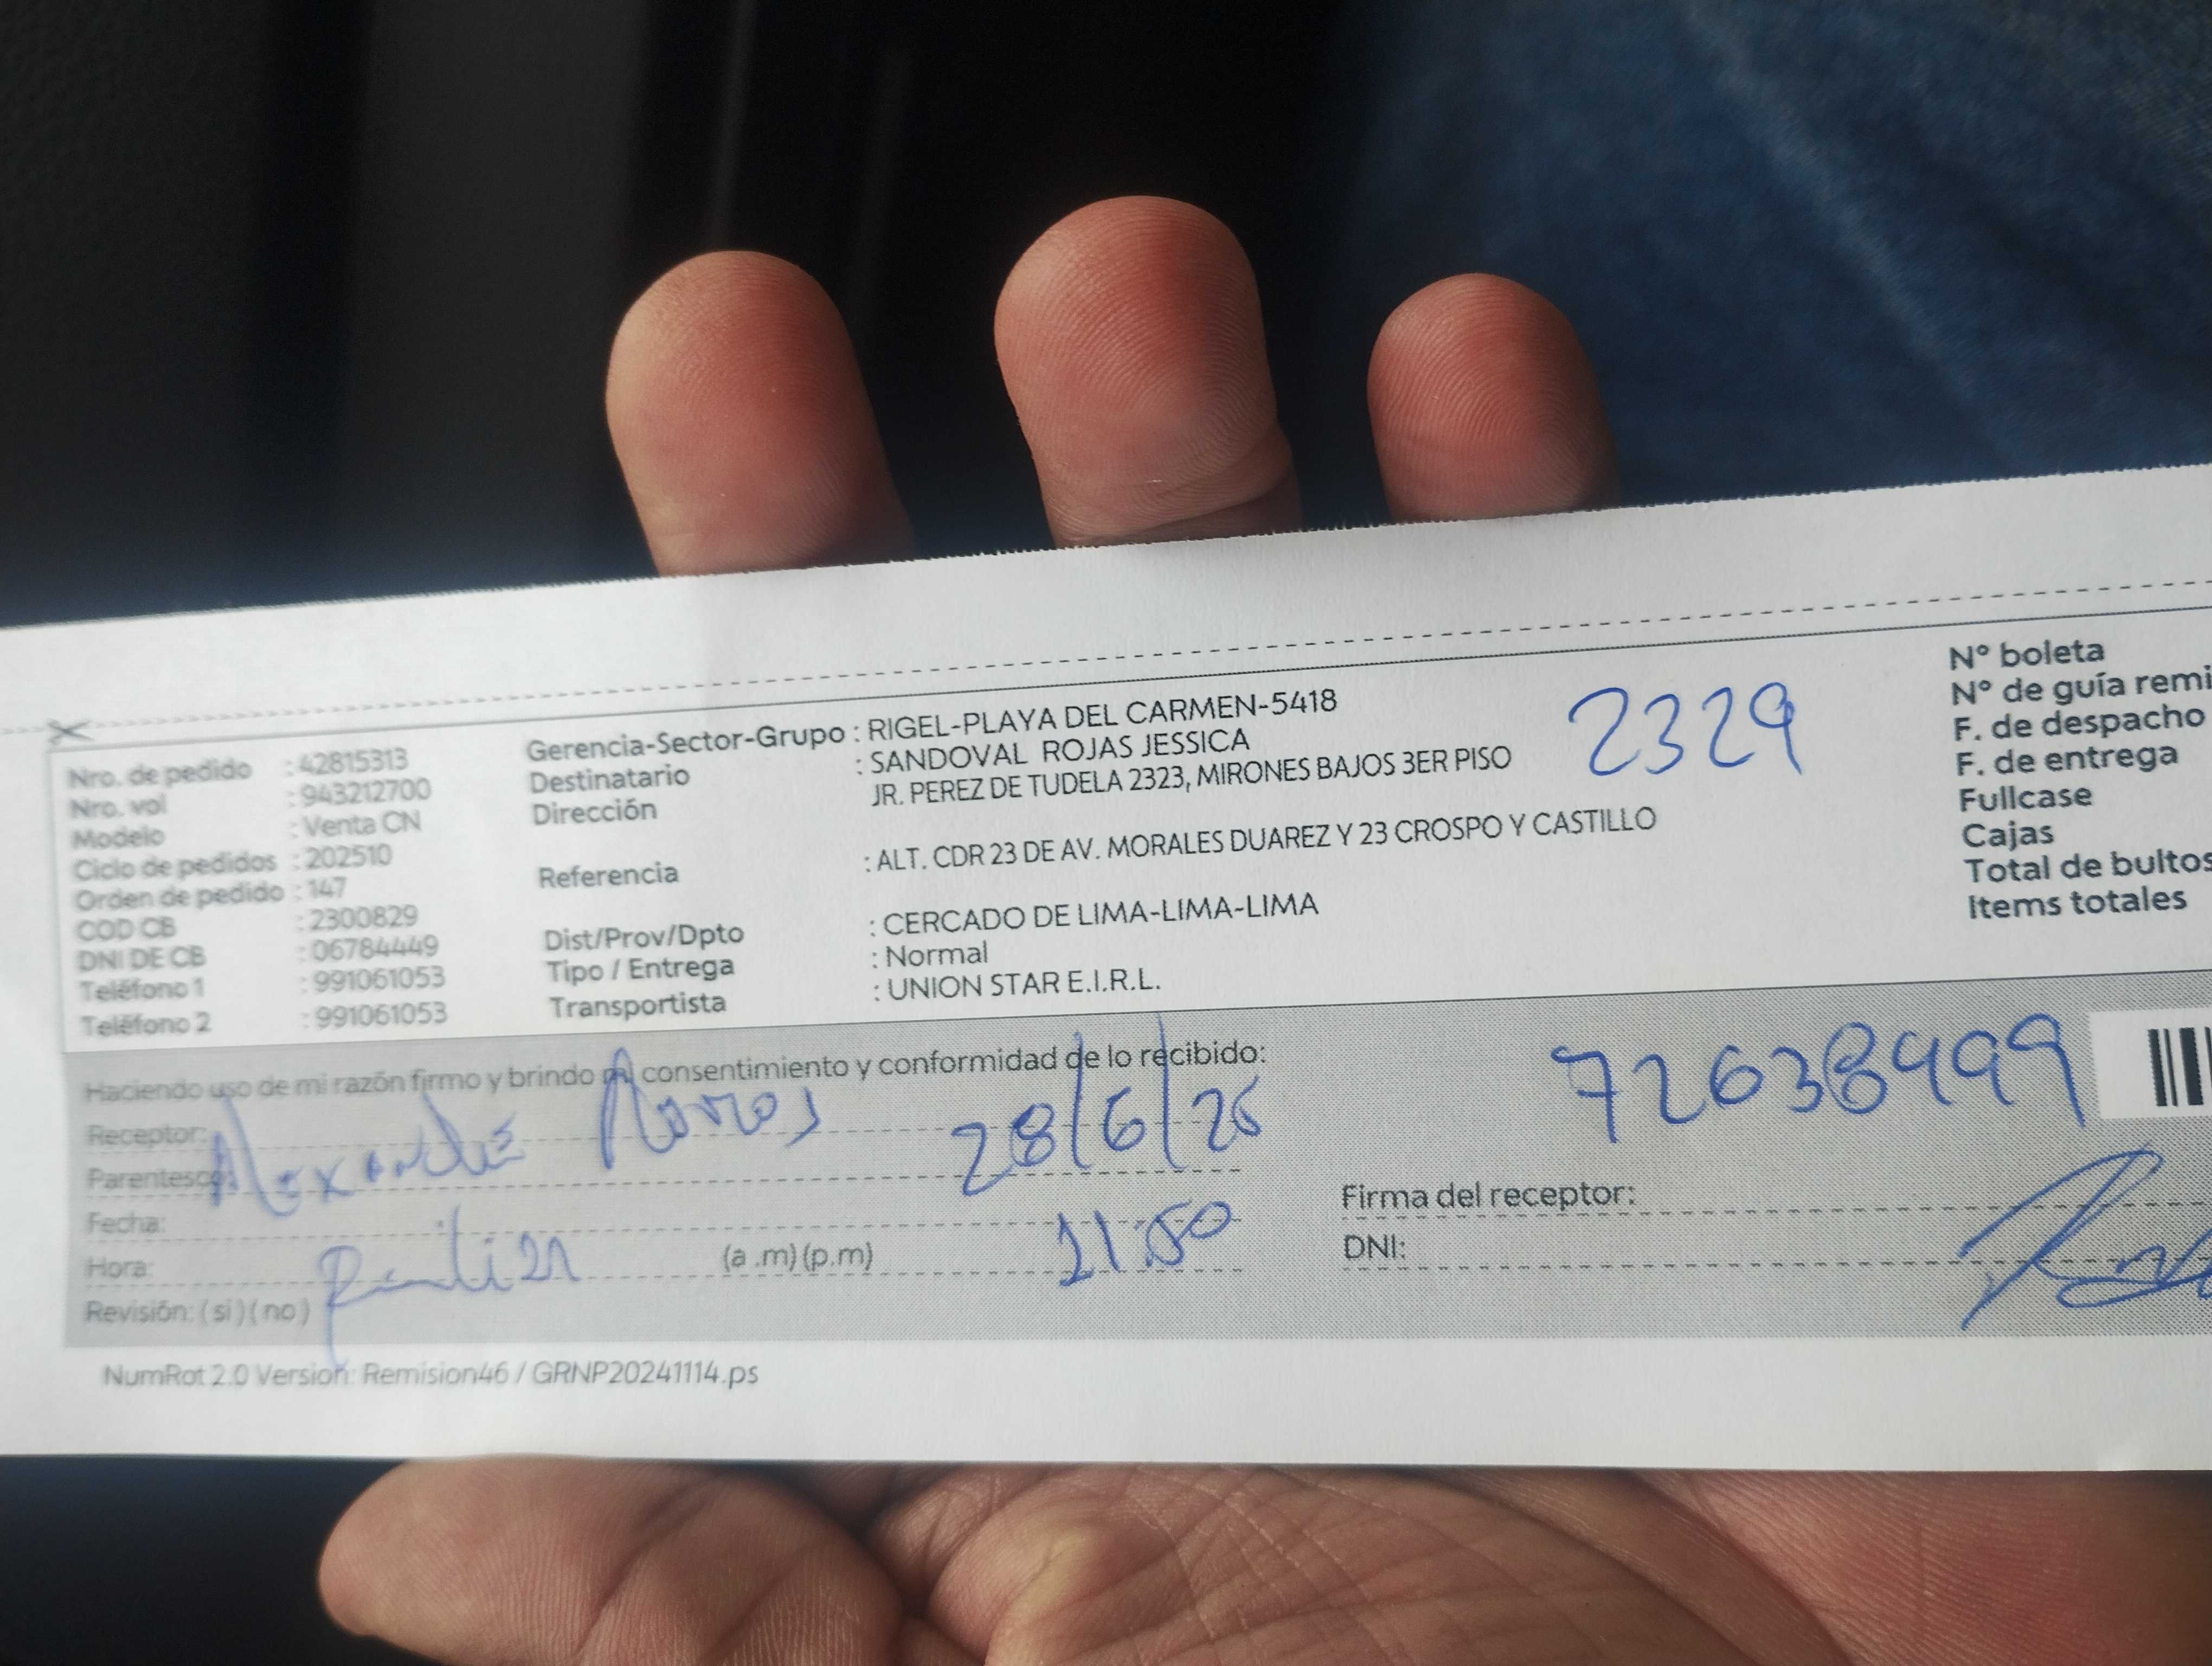 Nro. de pedido : 42815313
Nro. vol : 943212700
Modelo : Venta CN
Ciclo de pedidos : 202510
Orden de pedido : 147
COD CB : 2300829
DNI DE CB : 06784449
Teléfono 1 : 991061053
Teléfono 2 : 991061053
Gerencia-Sector-Grupo : RIGEL-PLAYA DEL CARMEN-5418
Destinatario : SANDOVAL ROJAS JESSICA
Dirección JR. PEREZ DE TUDELA 2323, MIRONES BAJOS 3ER PISO
Referencia : ALT. CDR 23 DE AV. MORALES DUAREZ Y 23 CROSPO Y CASTILLO
Dist/Prov/Dpto : CERCADO DE LIMA-LIMA-LIMA
Tipo / Entrega : Normal
Transportista : UNION STAR E.I.R.L.
2329
Nº boleta
Nº de guía remi
F. de despacho
F. de entrega
Fullcase
Cajas
Total de bultos
Items totales
Haciendo uso de mi razón firmo y brindo mi consentimiento y conformidad de lo recibido:
72638499
Receptor:
Parentesco:
28/6/25
Fecha:
Hora: (a .m) (p.m)
Revisión: ( si ) ( no )
Firma del receptor:
DNI:
NumRot 2.0 Version: Remision46 / GRNP20241114.ps